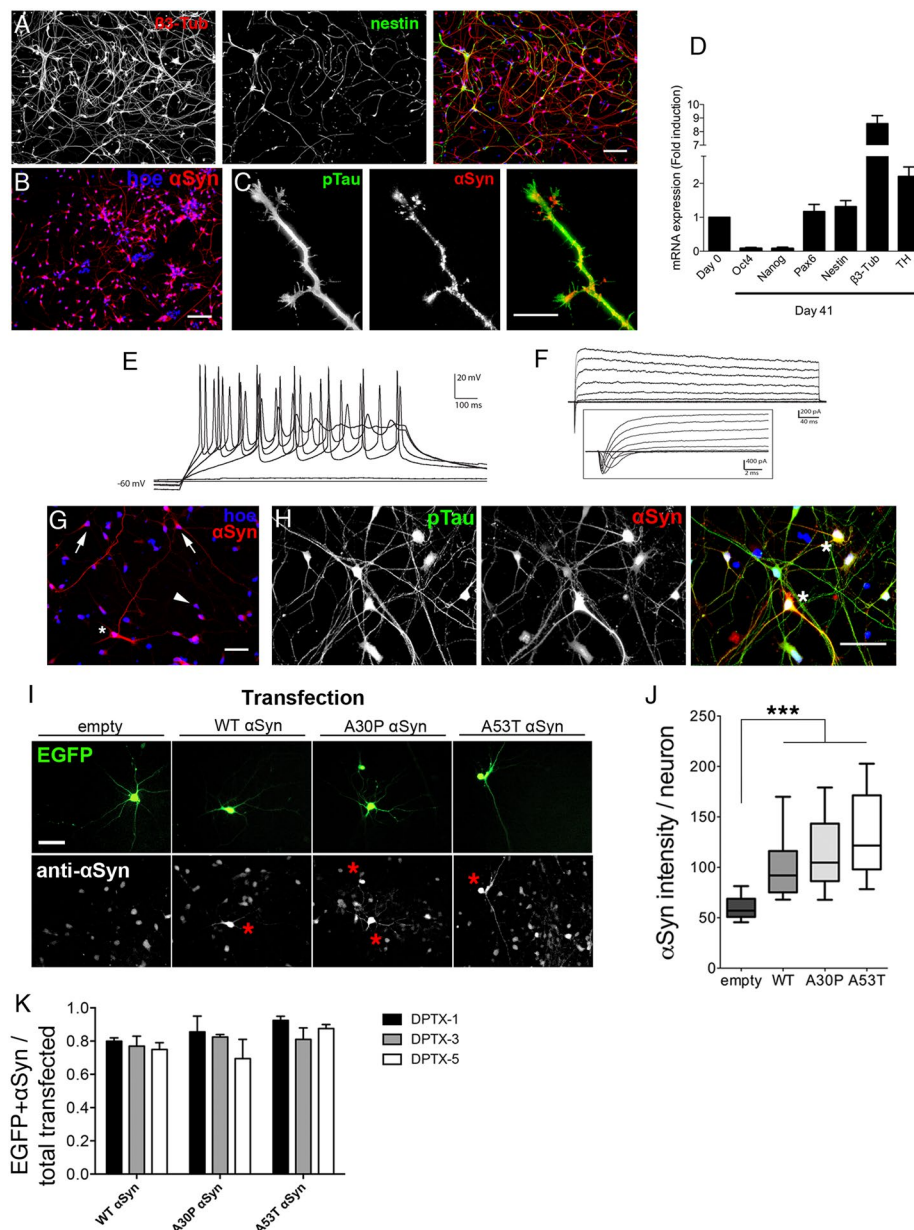 A
β3-Tub
nestin
D
mRNA expression (Fold induction)
10
9
8
7
2
1
0
Day 0
Oct4
Nanog
Pax6
Nestin
β3-Tub
TH
Day 41
B
hoe αSyn
C
pTau
αSyn
E
20 mV
100 ms
-60 mV
F
200 pA
40 ms
400 pA
2 ms
G
hoe
αSyn
*
H
pTau
αSyn
*
*
I
Transfection
empty
WT αSyn
A30P αSyn
A53T αSyn
EGFP
anti-αSyn
*
*
*
*
J
αSyn intensity / neuron
250
200
150
100
50
0
***
empty
WT
A30P
A53T
K
EGFP+αSyn /
total transfected
1.0
0.8
0.6
0.4
0.2
0.0
WT αSyn
A30P αSyn
A53T αSyn
DPTX-1
DPTX-3
DPTX-5